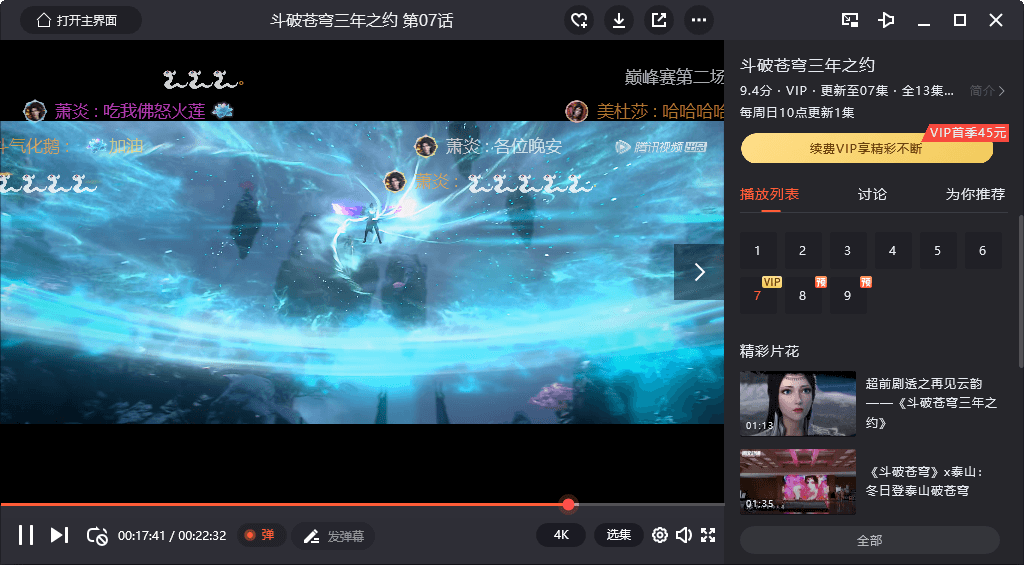 打开主界面
斗破苍穹三年之约 第07话
巅峰赛第二场
萧炎 : 吃我佛怒火莲
美杜莎 : 哈哈哈哈
斗气化鹅
加油
萧炎 : 各位晚安
腾讯视频 出品
萧炎 :
00:17:41 / 00:22:32
弹
发弹幕
4K
选集
斗破苍穹三年之约
9.4分 · VIP · 更新至07集 · 全13集...
简介
每周日10点更新1集
VIP首季45元
续费VIP享精彩不断
播放列表
讨论
为你推荐
1
2
3
4
5
6
7
VIP
8
预
9
预
精彩片花
01:13
超前剧透之再见云韵
——《斗破苍穹三年之
约》
01:35
《斗破苍穹》x泰山:
冬日登泰山破苍穹
全部